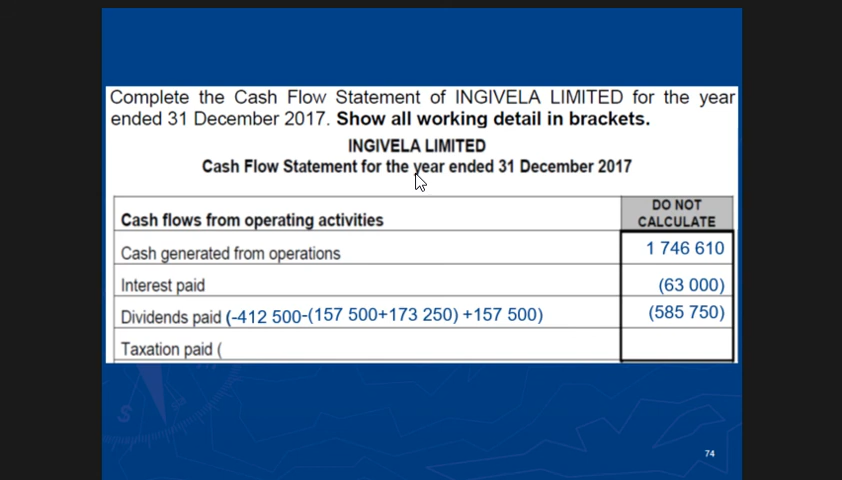 Complete the Cash Flow Statement of INGIVELA LIMITED for the year
ended 31 December 2017. Show all working detail in brackets.
INGIVELA LIMITED
Cash Flow Statement for the year ended 31 December 2017
Cash flows from operating activities
DO NOT
CALCULATE
Cash generated from operations 1 746 610
Interest paid (63 000)
Dividends paid (-412 500-(157 500+173 250) +157 500) (585 750)
Taxation paid (
S
74